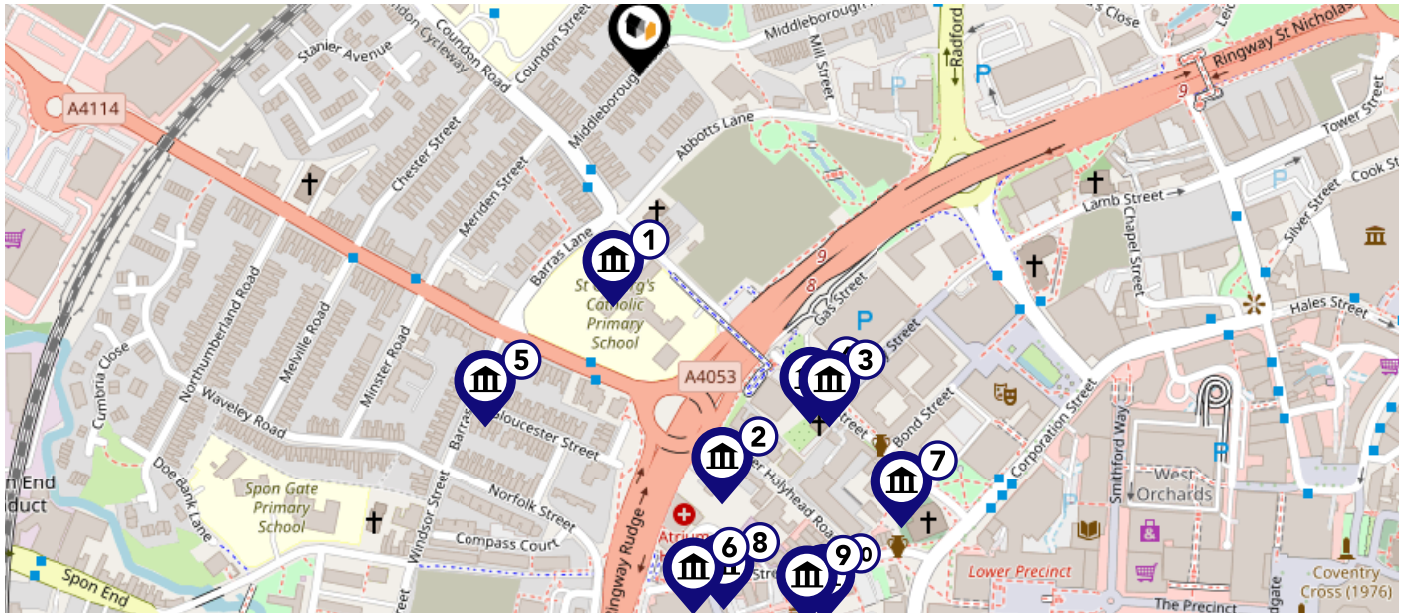 Stanler Avenue
Coundon Road
Coundon Street
Middleborough
Mill Street
Radford
Ringway St Nicholas
A4114
Chester Street
Abbotts Lane
P
P
9
Tower Street
Meriden Street
Lamb Street
Chapel Street
P
Cook St
Silver Street
Barras Lane
1
9
8
Gas Street
P
Hales Street
Catholic
Primary
School
Northumberland Road
Melville Road
Minster Road
Cumbria Close
5
A4053
3
Street
Waveley Road
Gloucester Street
2
Bond Street
Corporation Street
Smithford Way
7
P
West
Orchards
Doe Bank Lane
Spon Gate
Primary
School
Norfolk Street
Holyhead Road
Windsor Street
Compass Court
Ringway Rudge
6
8
9
P
Spon End
Street
Lower Precinct
The Precinct
Coventry
Cross (1976)